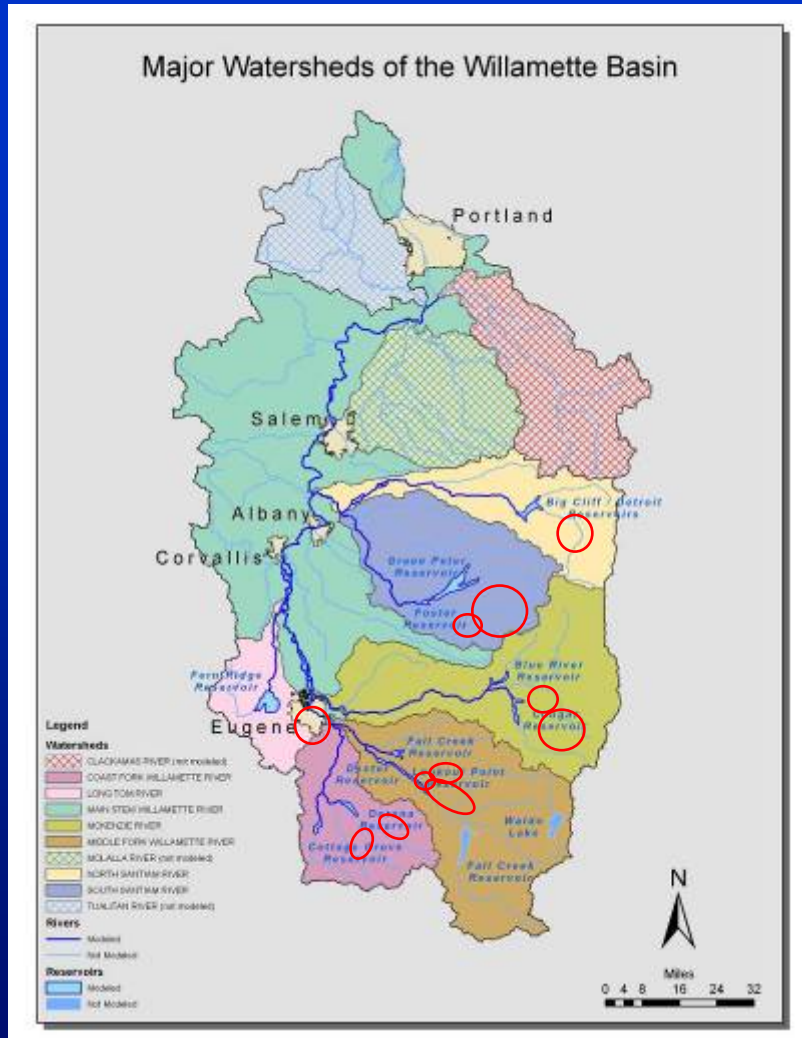 Major Watersheds of the Willamette Basin
Portland
Salem
Big Cliff / Detroit
Reservoirs
Albany
Corvallis
Green Peter
Reservoir
Foster
Reservoir
Blue River
Reservoir
Fern Ridge
Reservoir
Cougar
Reservoir
Eugene
Fall Creek
Reservoir
Dexter
Reservoir
Lookout Point
Reservoir
Dorena
Reservoir
Waldo
Lake
Cottage Grove
Reservoir
Fall Creek
Reservoir
Legend
Watersheds
CLACKAMAS RIVER (not modeled)
COAST FORK WILLAMETTE RIVER
LONG TOM RIVER
MAIN STEM WILLAMETTE RIVER
MCKENZIE RIVER
MIDDLE FORK WILLAMETTE RIVER
MOLALLA RIVER (not modeled)
NORTH SANTIAM RIVER
SOUTH SANTIAM RIVER
TUALITAN RIVER (not modeled)
Rivers
Modeled
Not Modeled
Reservoirs
Modeled
Not Modeled
N
Miles
0 4 8 16 24 32